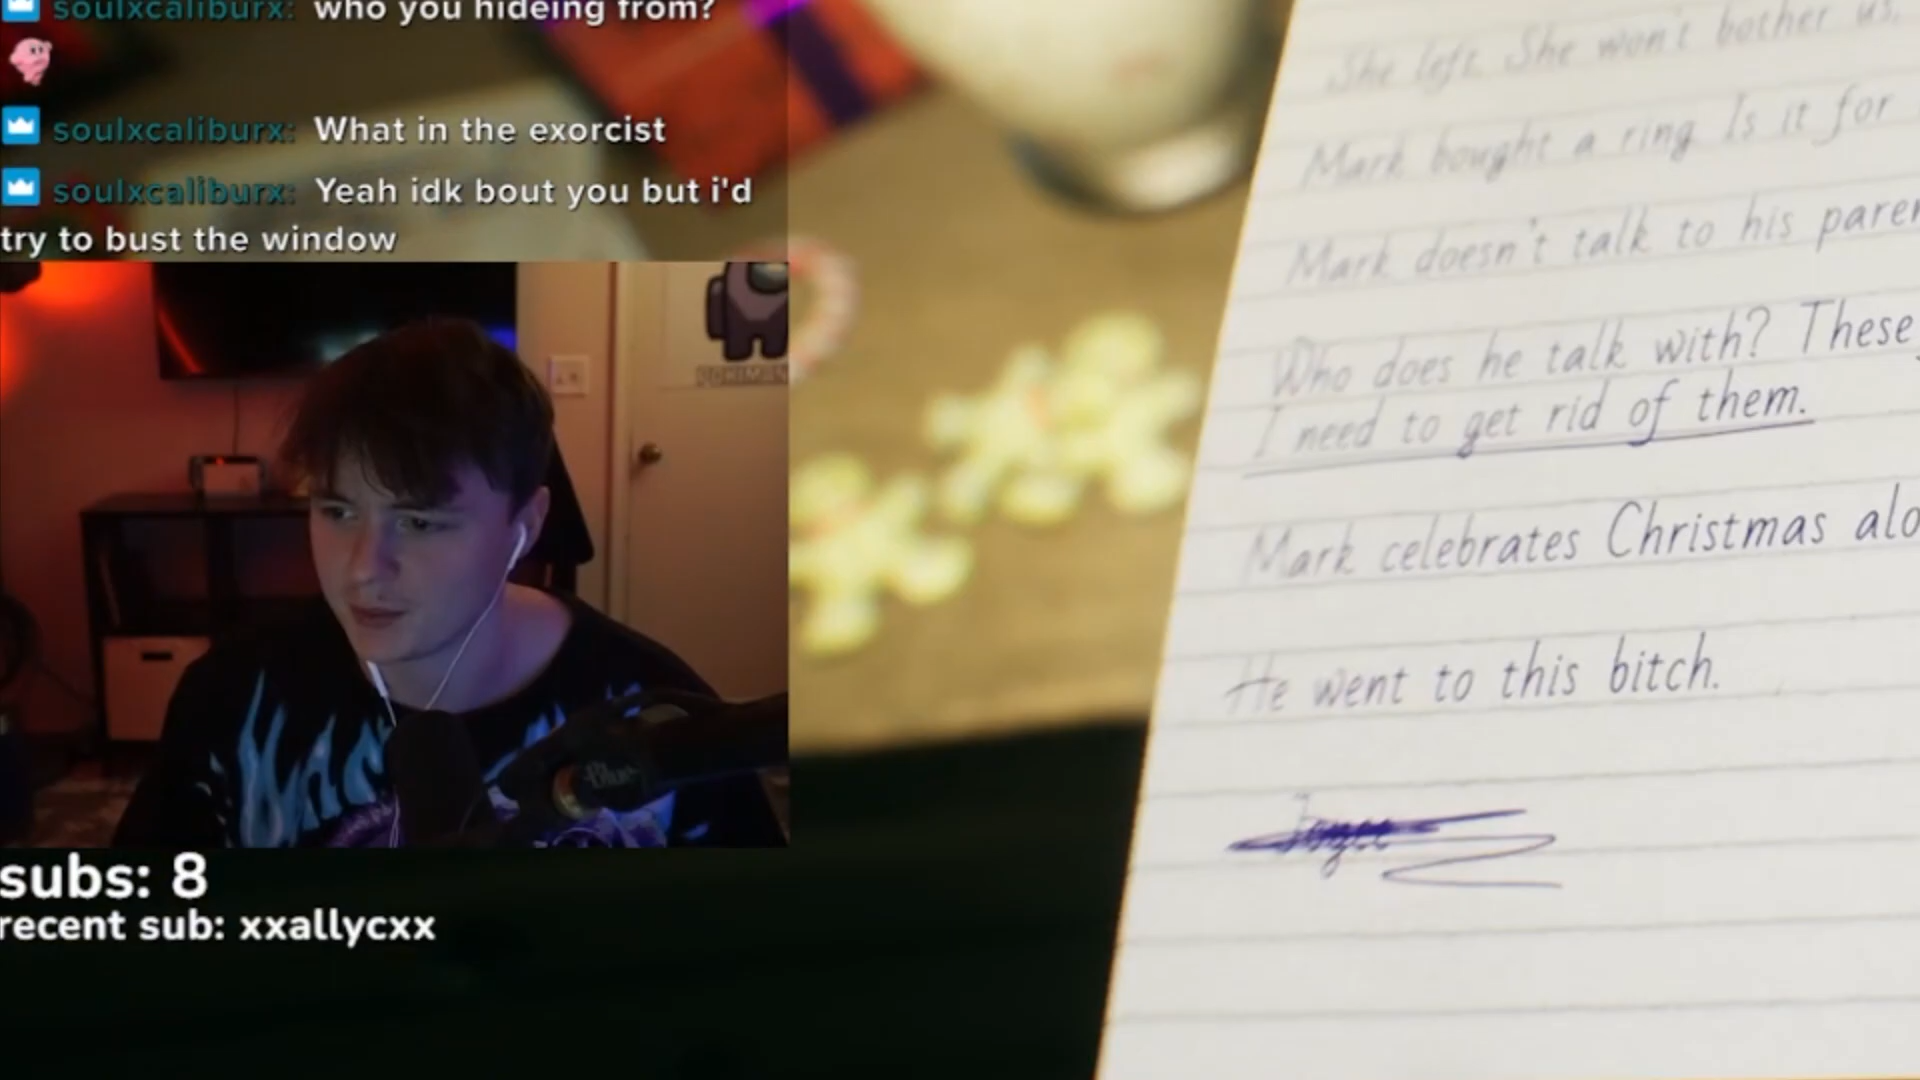 soulxcaliburx: who you hideing from?
soulxcaliburx: What in the exorcist
soulxcaliburx: Yeah idk bout you but i'd
try to bust the window
subs: 8
recent sub: xxallycxx
She left. She won't bother us.
Mark bought a ring Is it for
Mark doesn't talk to his paren
Who does he talk with? These
I need to get rid of them.
Mark celebrates Christmas alo
He went to this bitch.
Blue